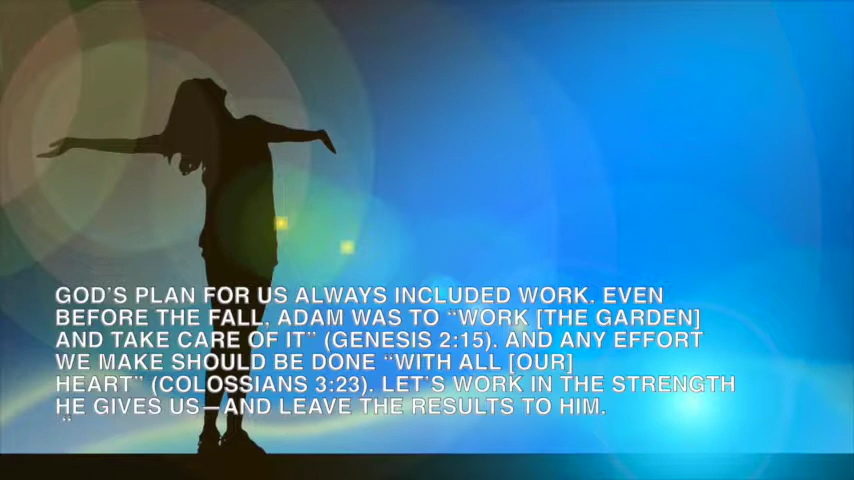 GOD'S PLAN FOR US ALWAYS INCLUDED WORK. EVEN
BEFORE THE FALL, ADAM WAS TO “WORK [THE GARDEN]
AND TAKE CARE OF IT” (GENESIS 2:15). AND ANY EFFORT
WE MAKE SHOULD BE DONE “WITH ALL [OUR]
HEART” (COLOSSIANS 3:23). LET'S WORK IN THE STRENGTH
HE GIVES US—AND LEAVE THE RESULTS TO HIM.
“